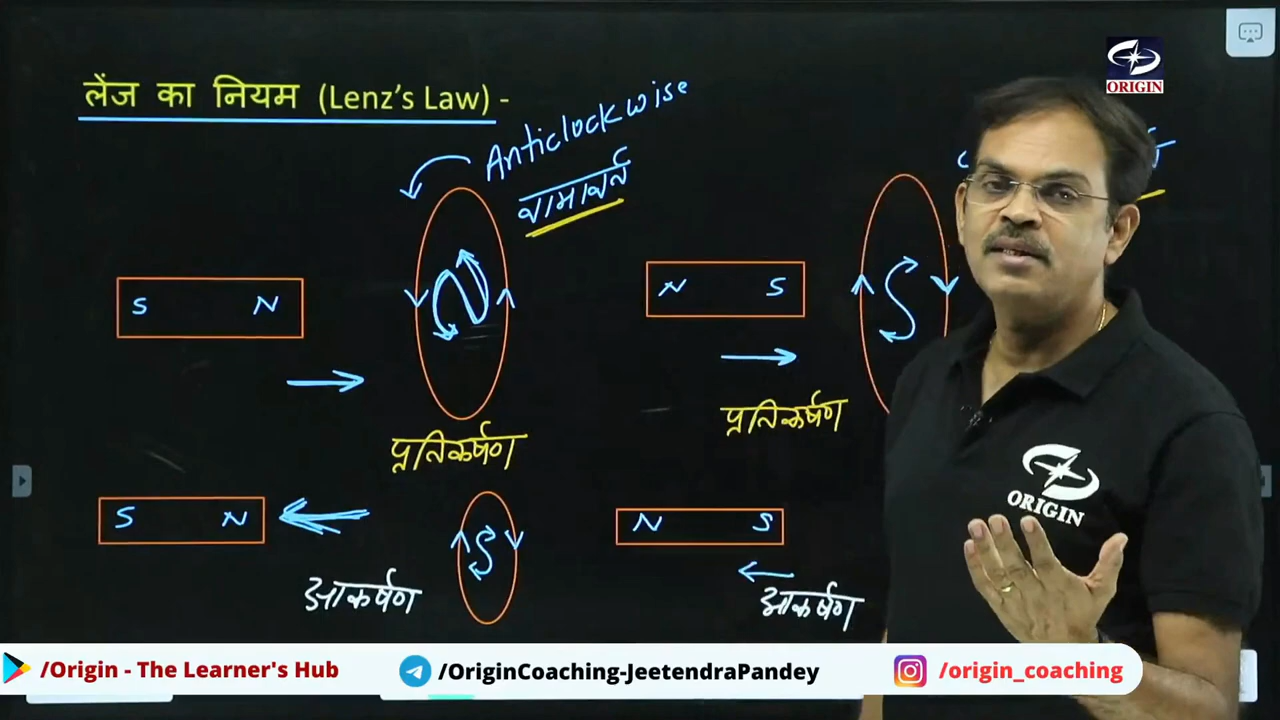 ORIGIN
लेंज का नियम (Lenz's Law) -
Anticlockwise
वामावर्त
S N
N S
प्रतिकर्षण
प्रतिकर्षण
ORIGIN
S N
N S
आकर्षण
आकर्षण
/Origin - The Learner's Hub
/OriginCoaching-JeetendraPandey
/origin_coaching